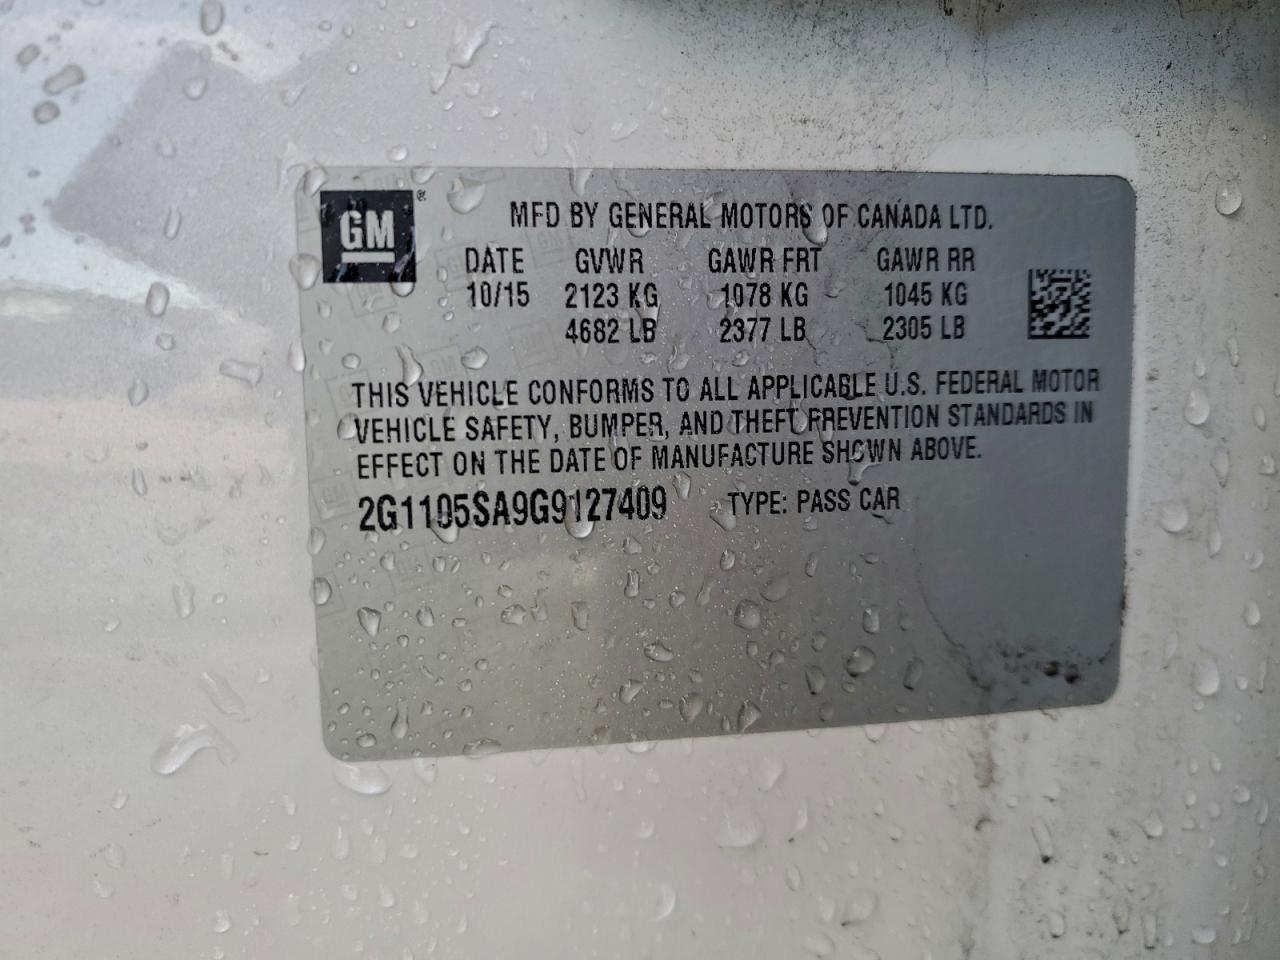 GM ®
MFD BY GENERAL MOTORS OF CANADA LTD.
DATE GVWR GAWR FRT GAWR RR
10/15 2123 KG 1078 KG 1045 KG
4682 LB 2377 LB 2305 LB
THIS VEHICLE CONFORMS TO ALL APPLICABLE U.S. FEDERAL MOTOR
VEHICLE SAFETY, BUMPER, AND THEFT PREVENTION STANDARDS IN
EFFECT ON THE DATE OF MANUFACTURE SHOWN ABOVE.
2G1105SA9G9127409 TYPE: PASS CAR